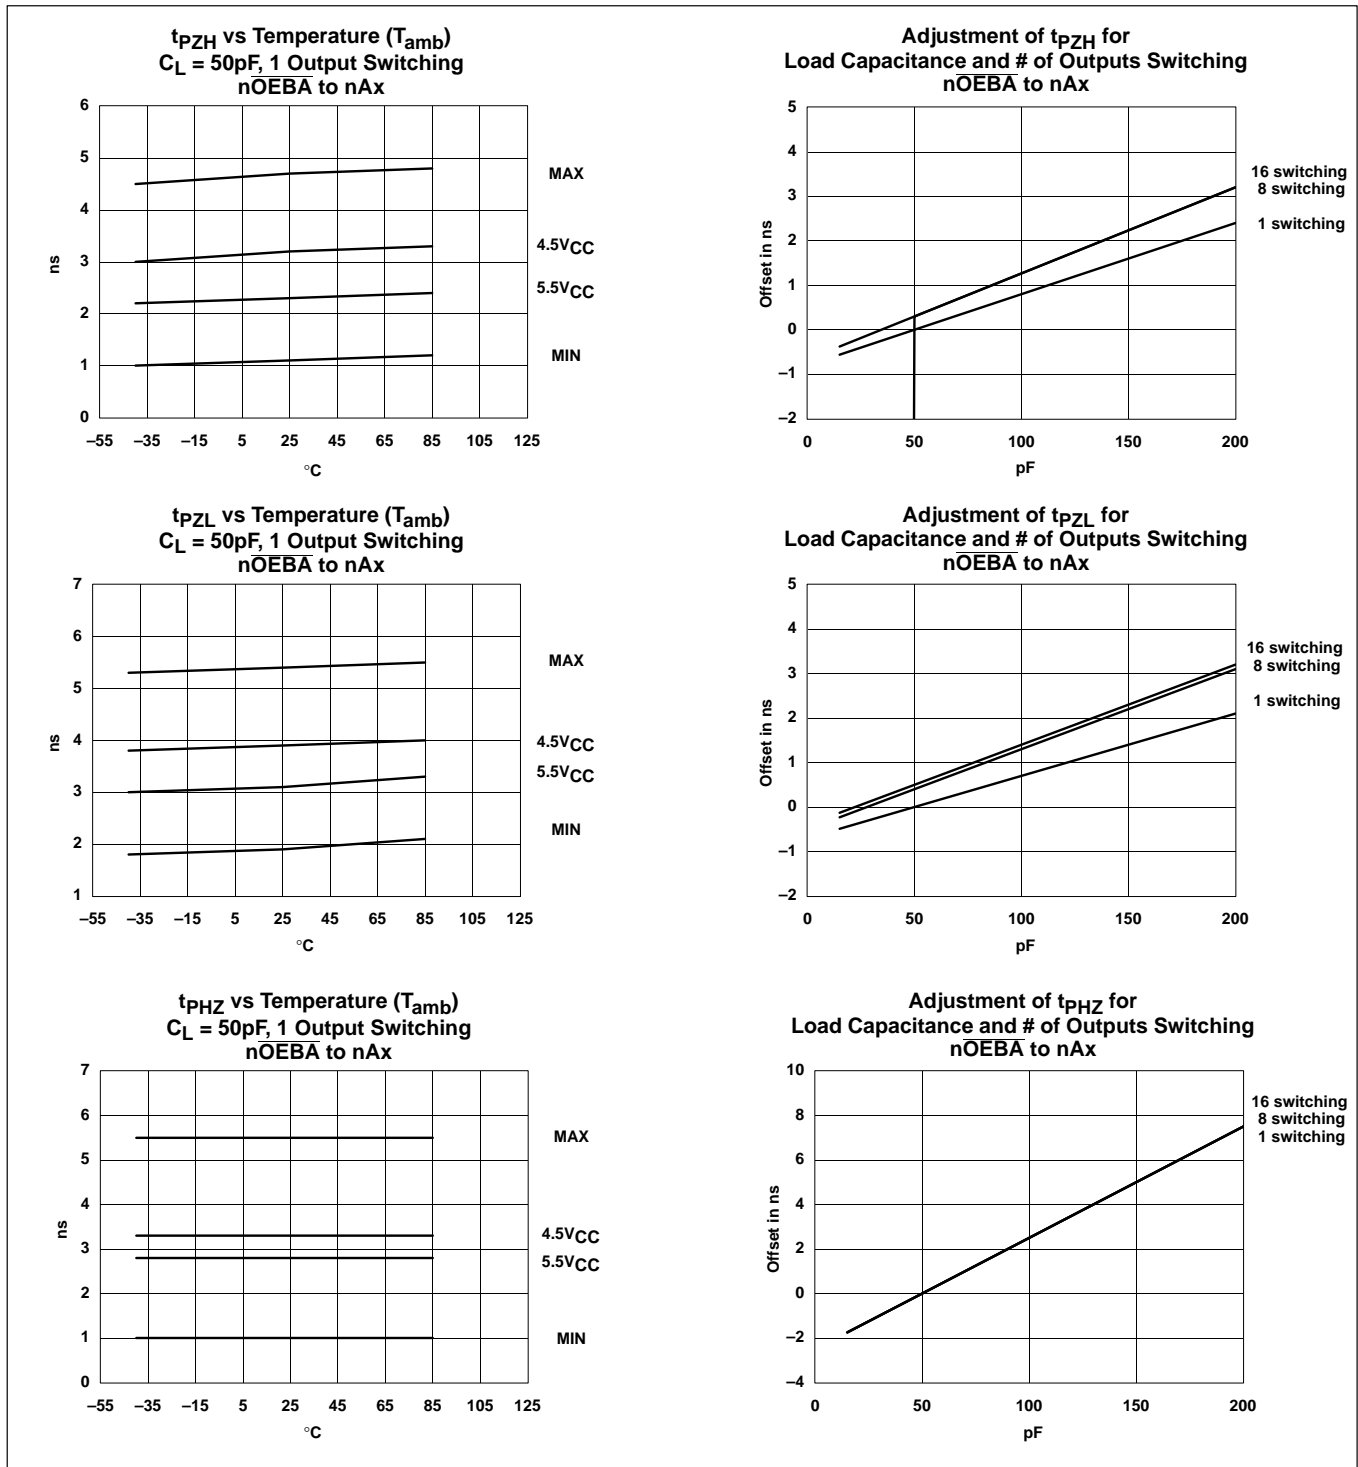 tPZH vs Temperature (Tamb)
CL = 50pF, 1 Output Switching
nOEBA to nAx
6
5
4
3
2
1
0
ns
MAX
4.5VCC
5.5VCC
MIN
–55 –35 –15 5 25 45 65 85 105 125
°C
Adjustment of tPZH for
Load Capacitance and # of Outputs Switching
nOEBA to nAx
5
4
3
2
1
0
–1
–2
Offset in ns
16 switching
8 switching
1 switching
0 50 100 150 200
pF
tPZL vs Temperature (Tamb)
CL = 50pF, 1 Output Switching
nOEBA to nAx
7
6
5
4
3
2
1
ns
MAX
4.5VCC
5.5VCC
MIN
–55 –35 –15 5 25 45 65 85 105 125
°C
Adjustment of tPZL for
Load Capacitance and # of Outputs Switching
nOEBA to nAx
5
4
3
2
1
0
–1
–2
Offset in ns
16 switching
8 switching
1 switching
0 50 100 150 200
pF
tPHZ vs Temperature (Tamb)
CL = 50pF, 1 Output Switching
nOEBA to nAx
7
6
5
4
3
2
1
0
ns
MAX
4.5VCC
5.5VCC
MIN
–55 –35 –15 5 25 45 65 85 105 125
°C
Adjustment of tPHZ for
Load Capacitance and # of Outputs Switching
nOEBA to nAx
10
8
6
4
2
0
–2
–4
Offset in ns
16 switching
8 switching
1 switching
0 50 100 150 200
pF